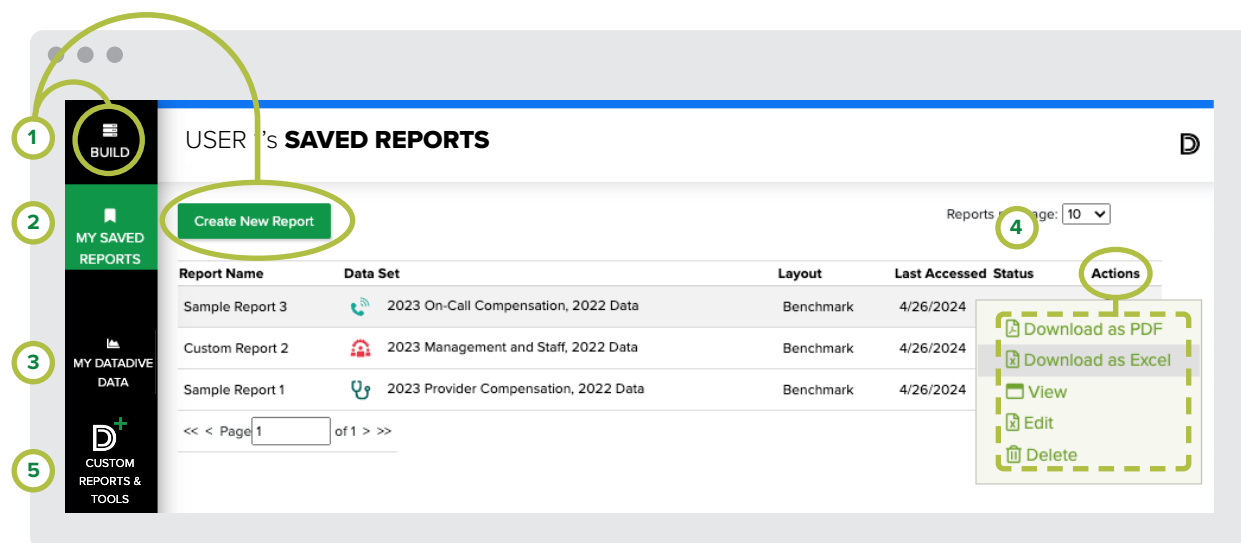 1
BUILD
USER 's SAVED REPORTS
2
MY SAVED
REPORTS
Create New Report
Reports age: 10
4
Report Name Data Set Layout Last Accessed Status Actions
Sample Report 3 2023 On-Call Compensation, 2022 Data Benchmark 4/26/2024
Custom Report 2 2023 Management and Staff, 2022 Data Benchmark 4/26/2024
Sample Report 1 2023 Provider Compensation, 2022 Data Benchmark 4/26/2024
<< < Page 1 of 1 > >>
Download as PDF
Download as Excel
View
Edit
Delete
3
MY DATADIVE
DATA
D+
5
CUSTOM
REPORTS &
TOOLS